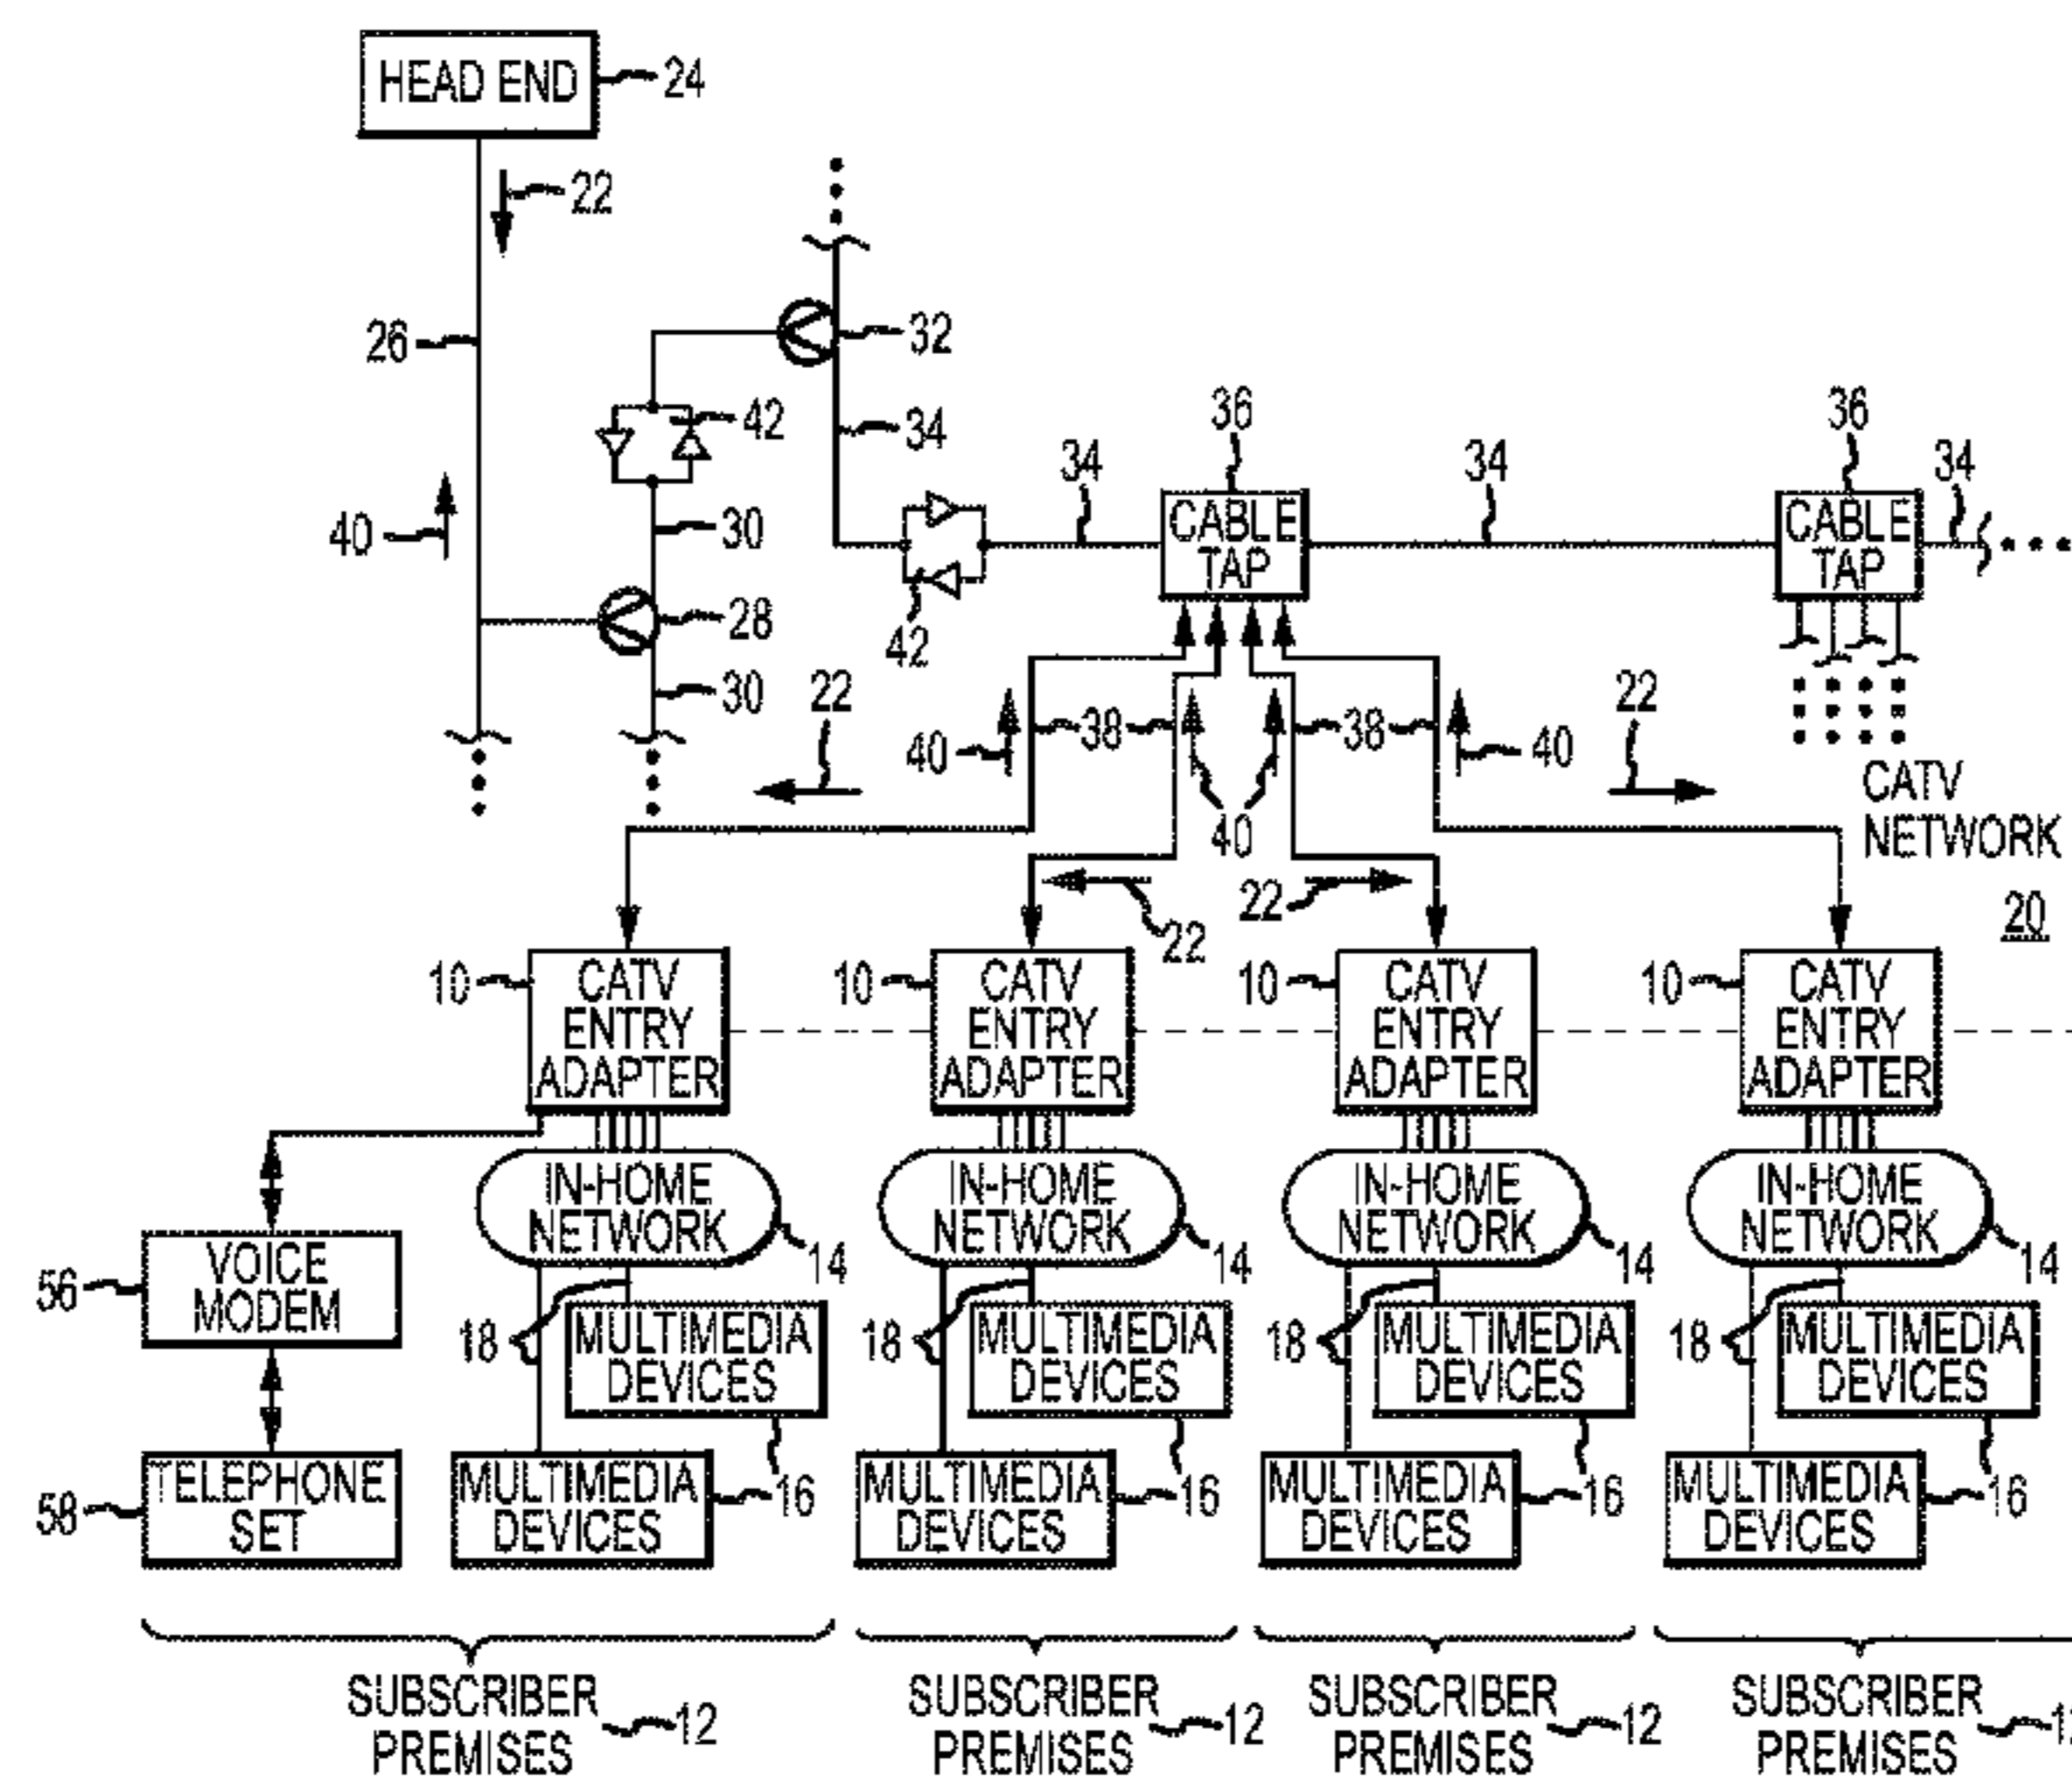 HEAD END
24
22
26
32
42
34
36
36
34
34
34
CABLE
TAP
CABLE
TAP
40
30
28
42
30
22
38
38
22
40
40
40
CATV
NETWORK
22
22
20
10
CATV
ENTRY
ADAPTER
10
CATV
ENTRY
ADAPTER
10
CATV
ENTRY
ADAPTER
10
CATV
ENTRY
ADAPTER
IN-HOME
NETWORK
14
IN-HOME
NETWORK
14
IN-HOME
NETWORK
14
IN-HOME
NETWORK
14
56
VOICE
MODEM
18
MULTIMEDIA
DEVICES
18
MULTIMEDIA
DEVICES
18
MULTIMEDIA
DEVICES
18
MULTIMEDIA
DEVICES
58
TELEPHONE
SET
MULTIMEDIA
DEVICES
16
MULTIMEDIA
DEVICES
16
MULTIMEDIA
DEVICES
16
MULTIMEDIA
DEVICES
16
SUBSCRIBER
PREMISES
12
SUBSCRIBER
PREMISES
12
SUBSCRIBER
PREMISES
12
SUBSCRIBER
PREMISES